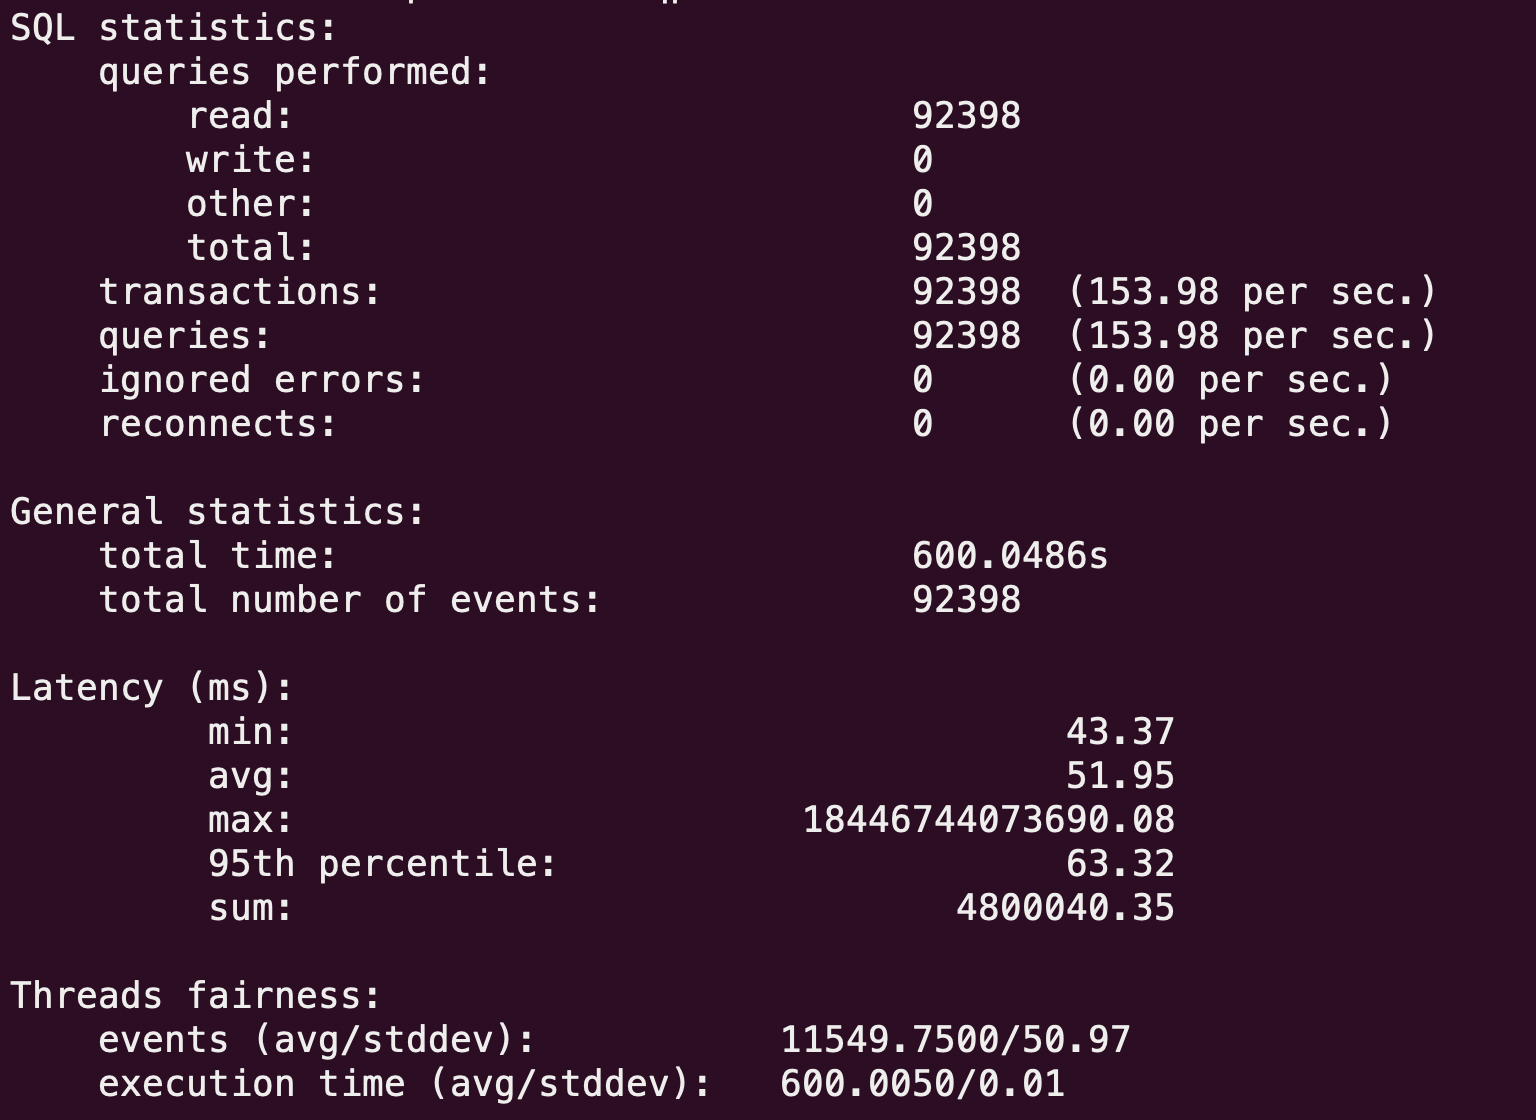 SQL statistics:
    queries performed:
        read:                            92398
        write:                           0
        other:                           0
        total:                           92398
    transactions:                        92398  (153.98 per sec.)
    queries:                             92398  (153.98 per sec.)
    ignored errors:                      0      (0.00 per sec.)
    reconnects:                          0      (0.00 per sec.)

General statistics:
    total time:                          600.0486s
    total number of events:              92398

Latency (ms):
         min:                                   43.37
         avg:                                   51.95
         max:                       18446744073690.08
         95th percentile:                       63.32
         sum:                              4800040.35

Threads fairness:
    events (avg/stddev):           11549.7500/50.97
    execution time (avg/stddev):   600.0050/0.01